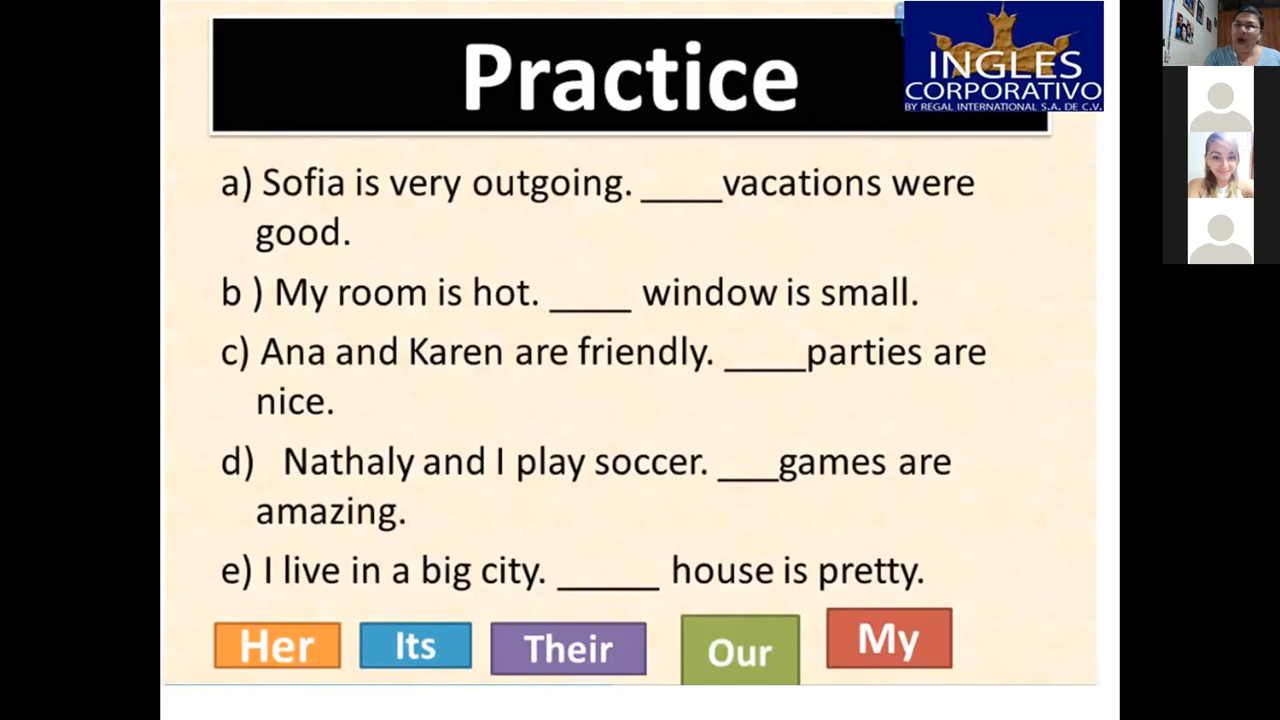 Practice
INGLES
CORPORATIVO
BY REGAL INTERNATIONAL S.A. DE C.V.
a) Sofia is very outgoing. ____vacations were
good.
b ) My room is hot. ____ window is small.
c) Ana and Karen are friendly. ____parties are
nice.
d) Nathaly and I play soccer. ___games are
amazing.
e) I live in a big city. _____ house is pretty.
Her Its Their Our My